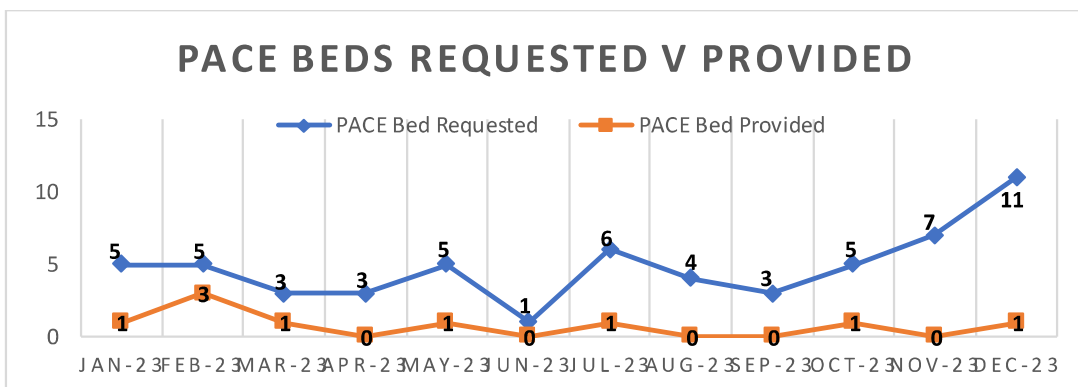 PACE BEDS REQUESTED V PROVIDED
PACE Bed Requested PACE Bed Provided
15
10
5
0
5 5 3 3 5 1 6 4 3 5 7 11
1 3 1 0 1 0 1 0 0 1 0 1
JAN-23 FEB-23 MAR-23 APR-23 MAY-23 JUN-23 JUL-23 AUG-23 SEP-23 OCT-23 NOV-23 DEC-23